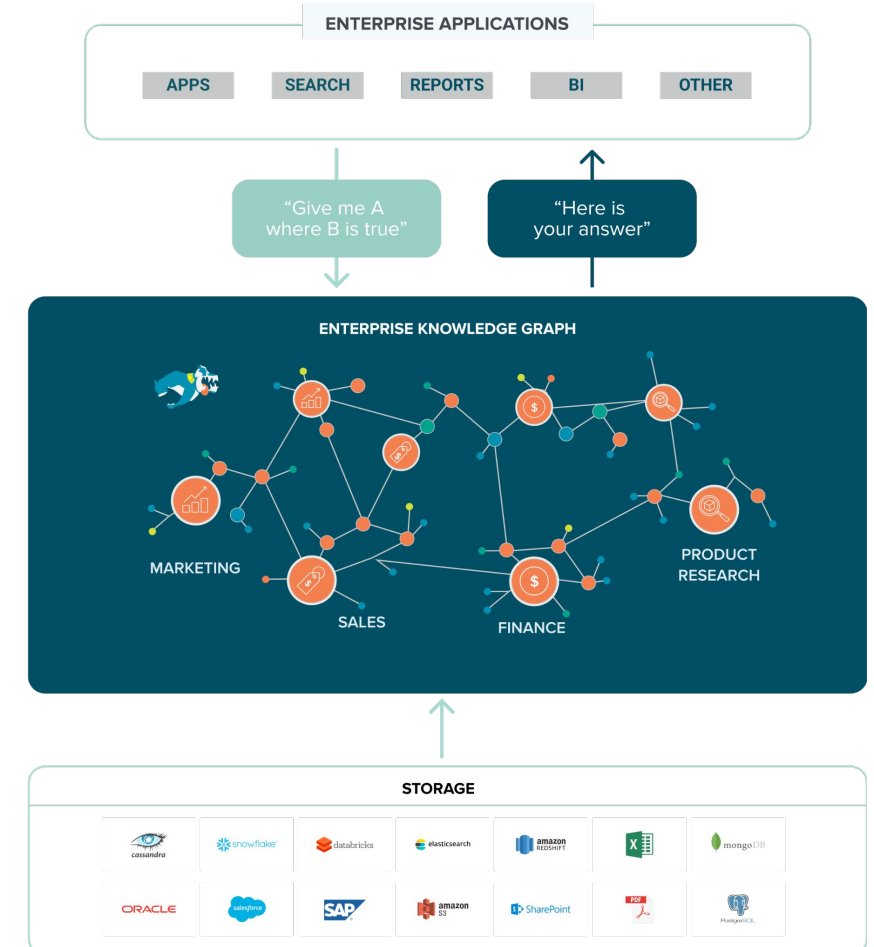 ENTERPRISE APPLICATIONS
APPS
SEARCH
REPORTS
BI
OTHER
“Give me A
where B is true”
“Here is
your answer”
ENTERPRISE KNOWLEDGE GRAPH
$
$ $
MARKETING
PRODUCT
RESEARCH
$ $
$
SALES
FINANCE
STORAGE
cassandra
snowflake
databricks
elasticsearch
amazon
REDSHIFT
X
mongoDB
ORACLE
salesforce
SAP
amazon
S3
SharePoint
PDF
PostgreSQL